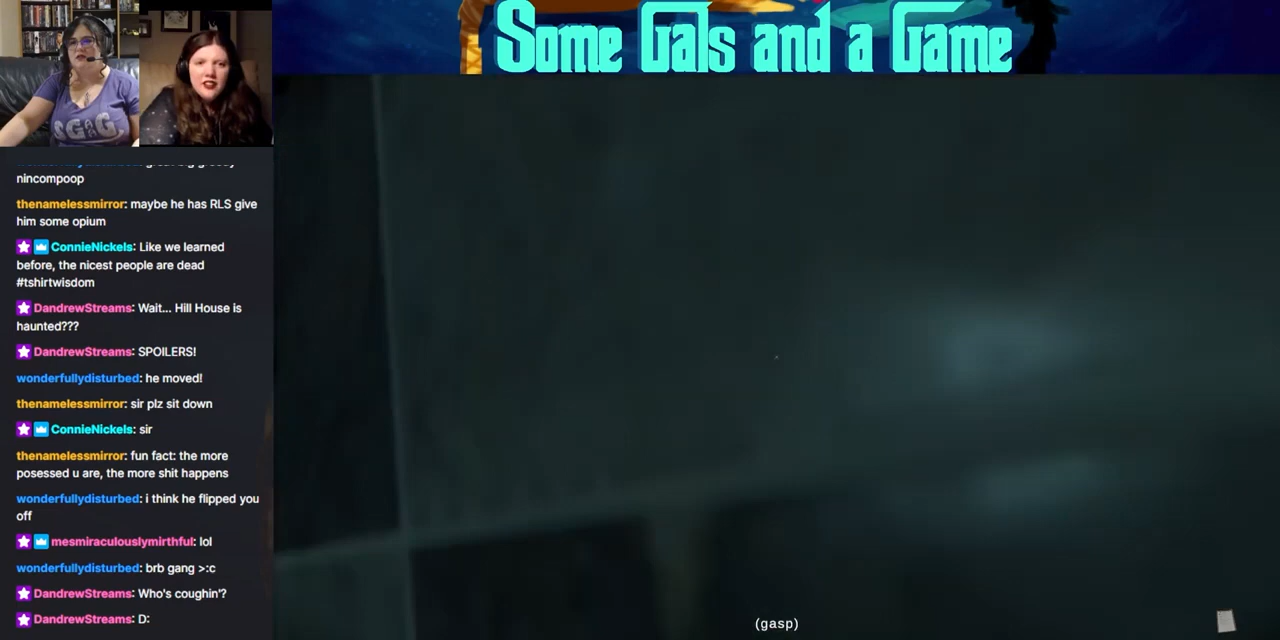 Some Gals and a Game
SG&G
nincompoop
thenamelessmirror: maybe he has RLS give
him some opium
ConnieNickels: Like we learned
before, the nicest people are dead
#tshirtwisdom
DandrewStreams: Wait... Hill House is
haunted???
DandrewStreams: SPOILERS!
wonderfullydisturbed: he moved!
thenamelessmirror: sir plz sit down
ConnieNickels: sir
thenamelessmirror: fun fact: the more
posessed u are, the more shit happens
wonderfullydisturbed: i think he flipped you
off
mesmiraculouslymirthful: lol
wonderfullydisturbed: brb gang >:c
DandrewStreams: Who's coughin'?
DandrewStreams: D:
(gasp)